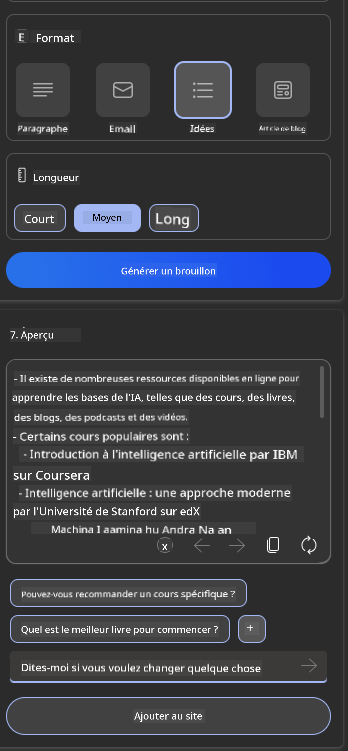 Format
Paragraphe
Email
Idées
Article de blog
Longueur
Court
Moyen
Long
Générer un brouillon
7. Aperçu
- Il existe de nombreuses ressources disponibles en ligne pour
apprendre les bases de l'IA, telles que des cours, des livres,
des blogs, des podcasts et des vidéos.
- Certains cours populaires sont :
- Introduction à l'intelligence artificielle par IBM
sur Coursera
- Intelligence artificielle : une approche moderne
par l'Université de Stanford sur edX
x
Pouvez-vous recommander un cours spécifique ?
Quel est le meilleur livre pour commencer ?
+
Dites-moi si vous voulez changer quelque chose
Ajouter au site